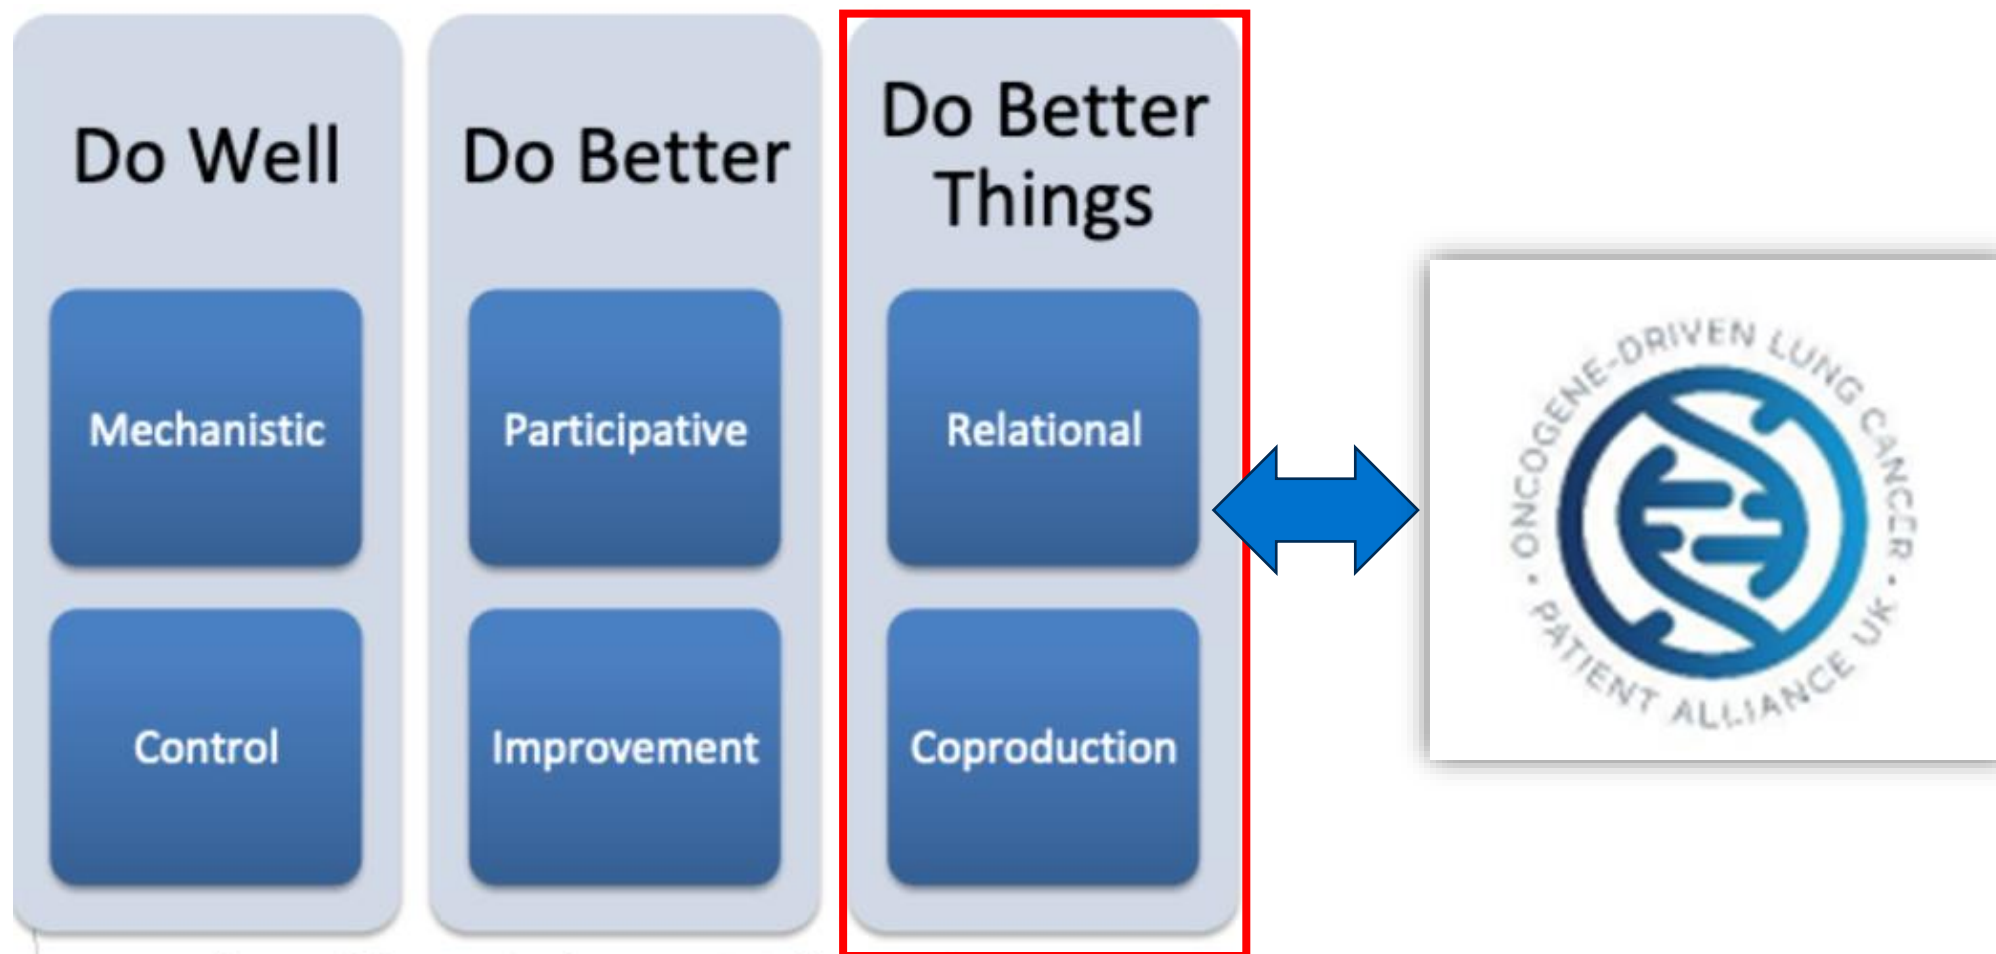 Do Well
Mechanistic
Control
Do Better
Participative
Improvement
Do Better
Things
Relational
Coproduction
ONCOGENE-DRIVEN LUNG CANCER •
PATIENT ALLIANCE UK •